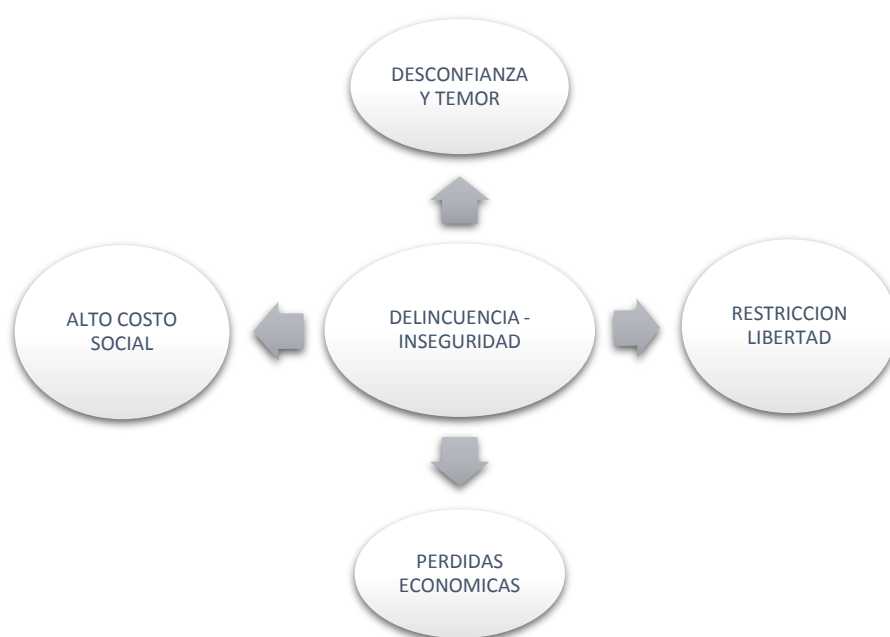 DESCONFIANZA
Y TEMOR
ALTO COSTO
SOCIAL
DELINCUENCIA -
INSEGURIDAD
RESTRICCION
LIBERTAD
PERDIDAS
ECONOMICAS